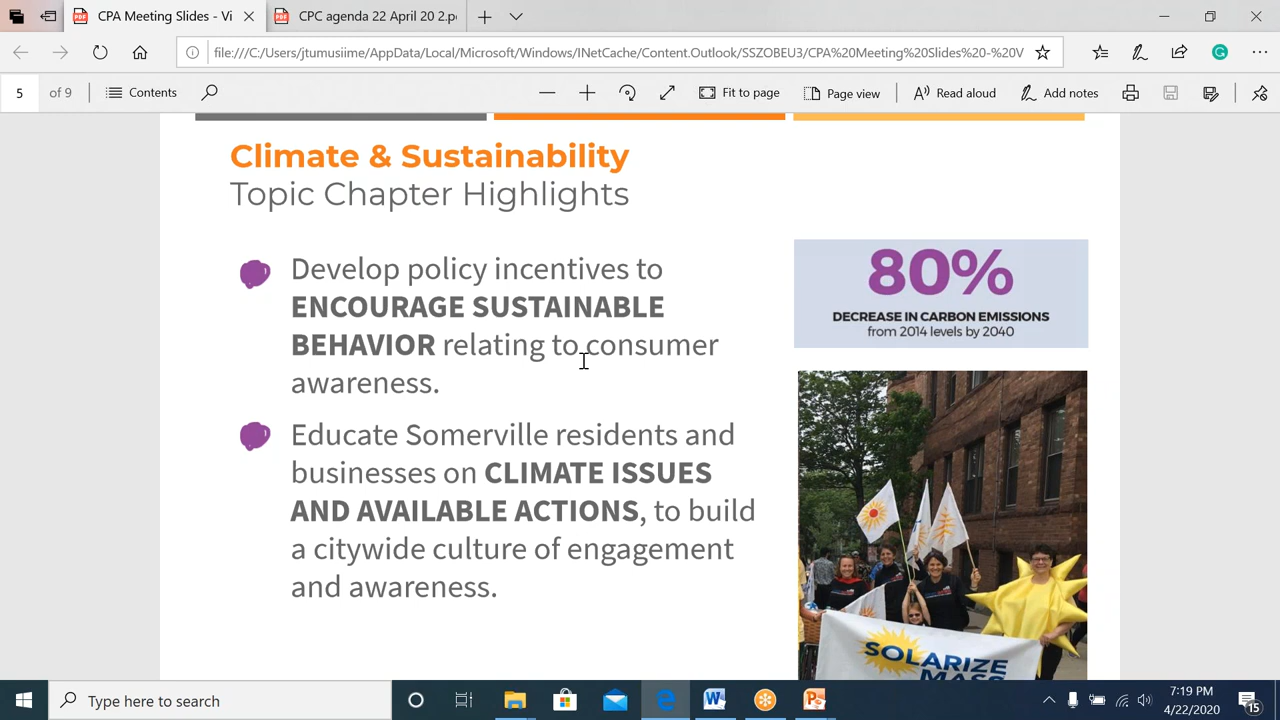 CPA Meeting Slides - Vi
CPC agenda 22 April 20 2.po
file:///C:/Users/jtumusiime/AppData/Local/Microsoft/Windows/INetCache/Content.Outlook/SSZOBEU3/CPA%20Meeting%20Slides%20-%20V
5 of 9
Contents
Fit to page
Page view
Read aloud
Add notes
Climate & Sustainability
Topic Chapter Highlights
Develop policy incentives to
ENCOURAGE SUSTAINABLE
BEHAVIOR relating to consumer
awareness.
Educate Somerville residents and
businesses on CLIMATE ISSUES
AND AVAILABLE ACTIONS, to build
a citywide culture of engagement
and awareness.
80%
DECREASE IN CARBON EMISSIONS
from 2014 levels by 2040
SOLARIZE
MASS
Type here to search
7:19 PM
4/22/2020
15